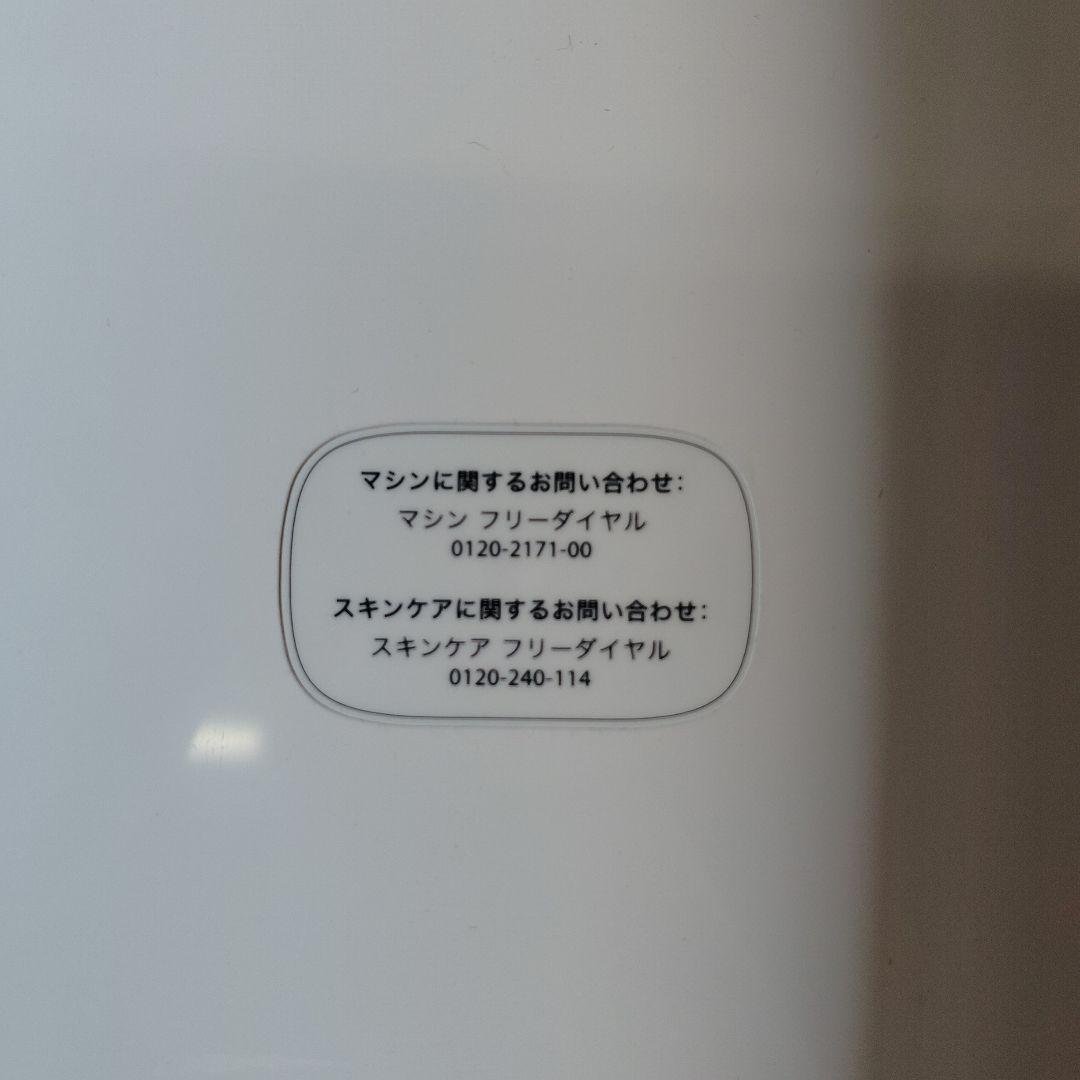 マシンに関するお問い合わせ:
マシン フリーダイヤル
0120-2171-00
スキンケアに関するお問い合わせ:
スキンケア フリーダイヤル
0120-240-114